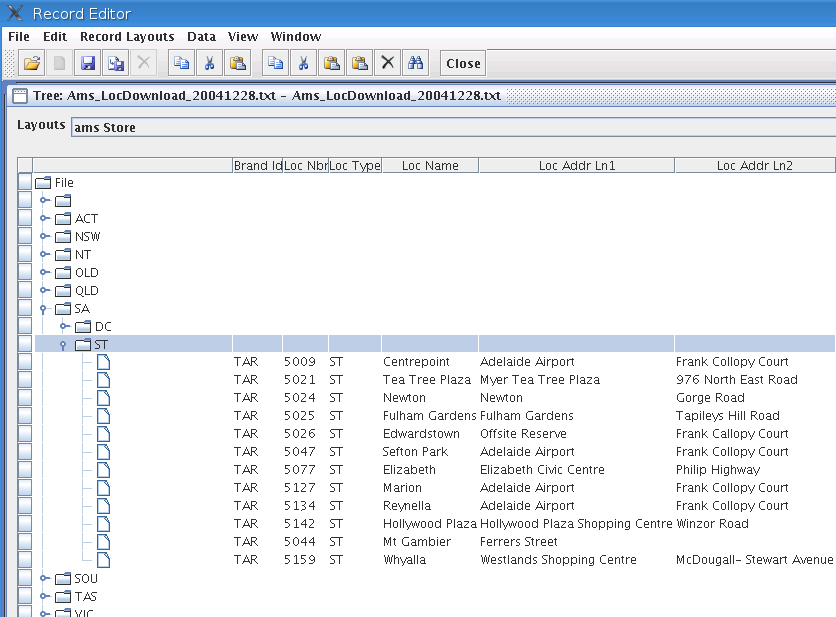 Record Editor
File Edit Record Layouts Data View Window
Close
Tree: Ams_LocDownload_20041228.txt - Ams_LocDownload_20041228.txt
Layouts ams Store
Brand Id Loc Nbr Loc Type Loc Name Loc Addr Ln1 Loc Addr Ln2
File
ACT
NSW
NT
OLD
QLD
SA
DC
ST
TAR 5009 ST Centrepoint Adelaide Airport Frank Collopy Court
TAR 5021 ST Tea Tree Plaza Myer Tea Tree Plaza 976 North East Road
TAR 5024 ST Newton Newton Gorge Road
TAR 5025 ST Fulham Gardens Fulham Gardens Tapileys Hill Road
TAR 5026 ST Edwardstown Offsite Reserve Frank Callopy Court
TAR 5047 ST Sefton Park Adelaide Airport Frank Collopy Court
TAR 5077 ST Elizabeth Elizabeth Civic Centre Philip Highway
TAR 5127 ST Marion Adelaide Airport Frank Collopy Court
TAR 5134 ST Reynella Adelaide Airport Frank Collopy Court
TAR 5142 ST Hollywood Plaza Hollywood Plaza Shopping Centre Winzor Road
TAR 5044 ST Mt Gambier Ferrers Street
TAR 5159 ST Whyalla Westlands Shopping Centre McDougall- Stewart Avenue
SOU
TAS
VIC